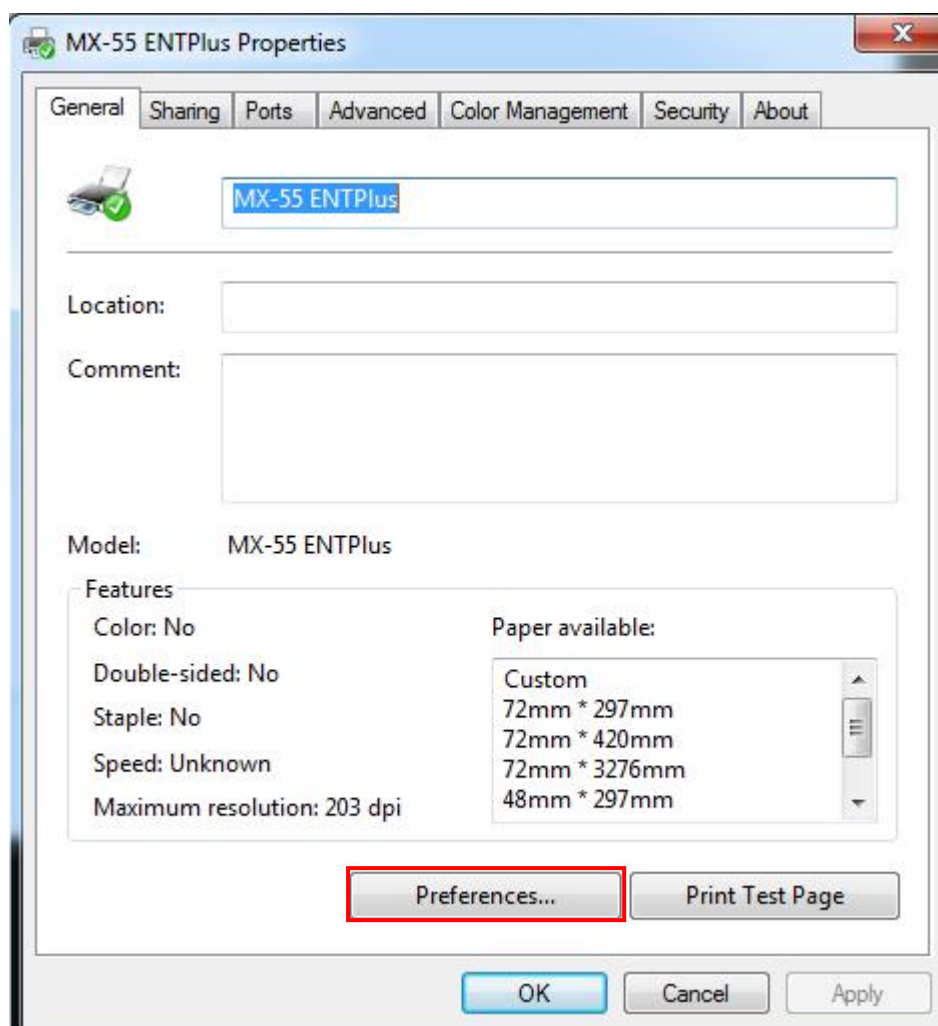 MX-55 ENTPlus Properties
General Sharing Ports Advanced Color Management Security About
MX-55 ENTPlus
Location:
Comment:
Model: MX-55 ENTPlus
Features
Color: No
Double-sided: No
Staple: No
Speed: Unknown
Maximum resolution: 203 dpi
Paper available:
Custom
72mm * 297mm
72mm * 420mm
72mm * 3276mm
48mm * 297mm
Preferences... Print Test Page
OK Cancel Apply